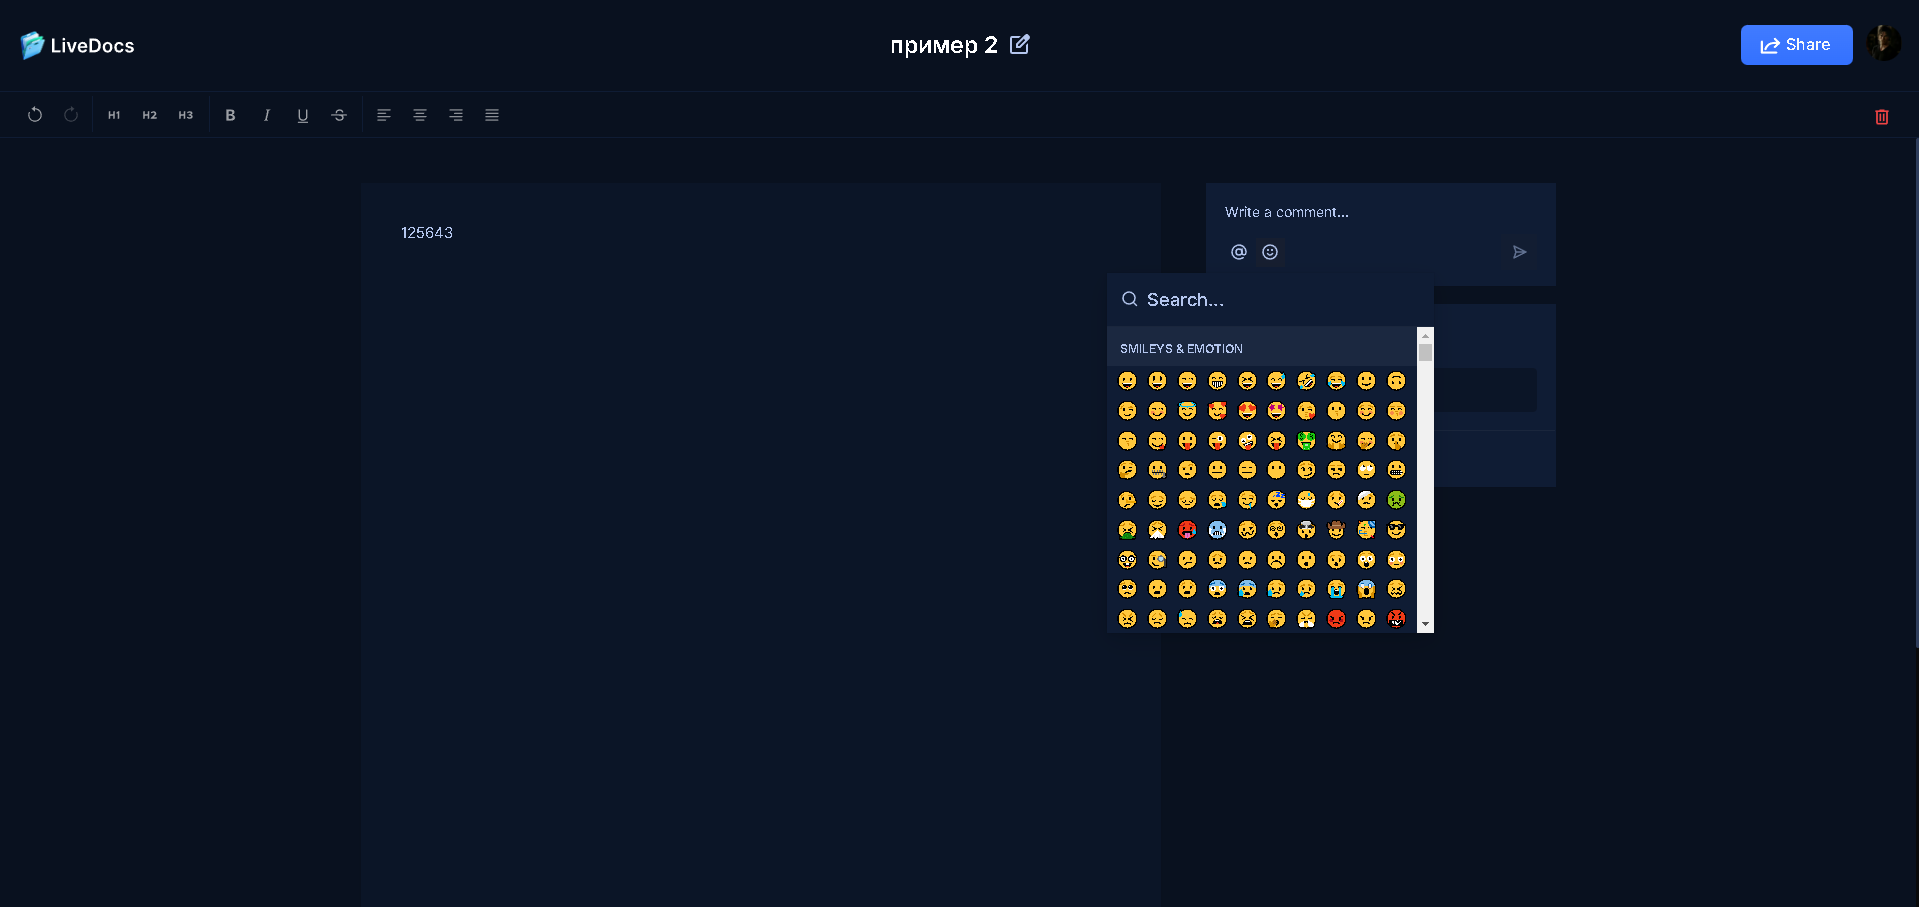 LiveDocs
пример 2
Share
H1 H2 H3 B I U S
125643
Write a comment...
@
Search...
SMILEYS & EMOTION